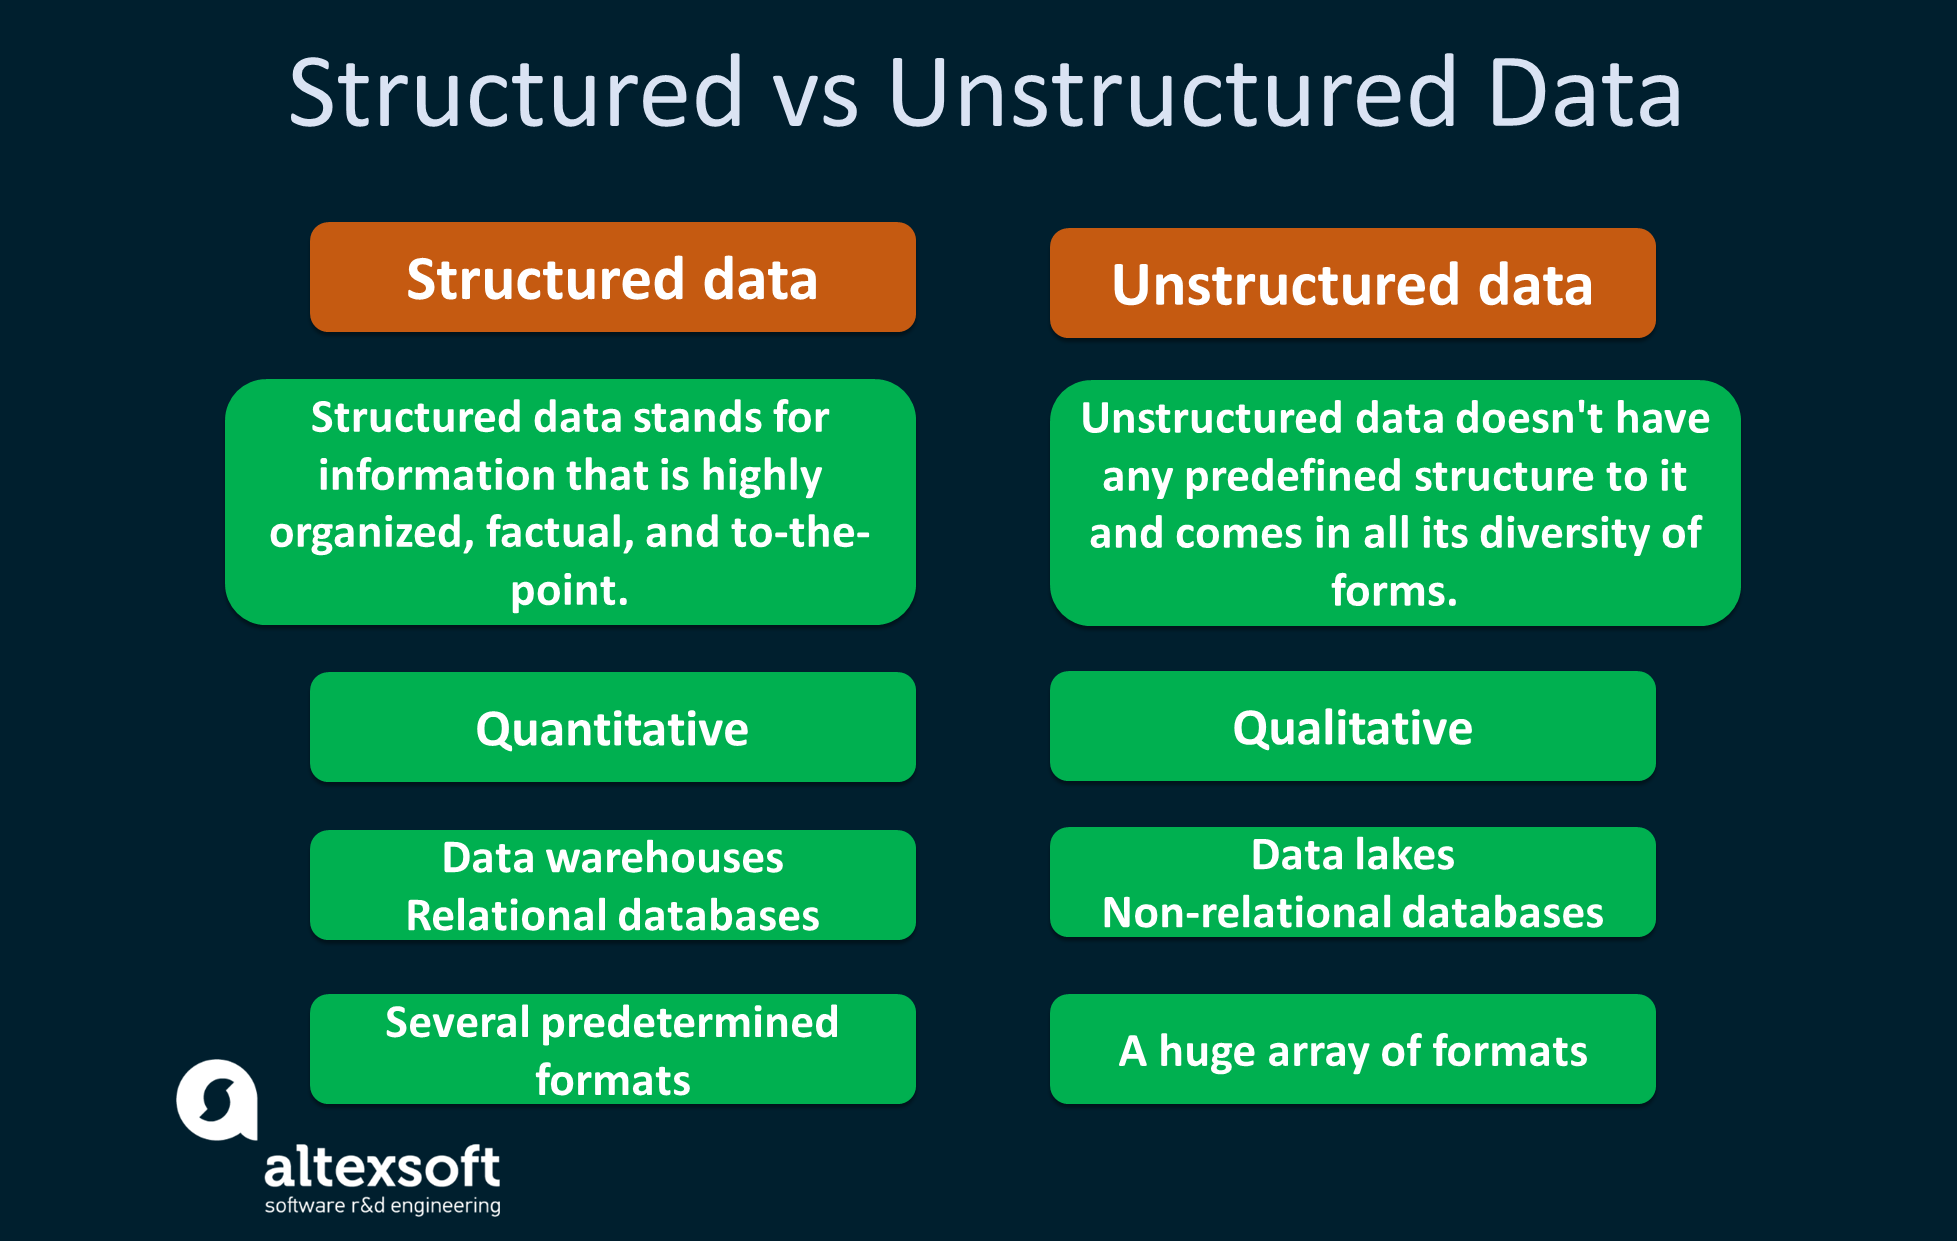 Structured vs Unstructured Data
Structured data
Structured data stands for
information that is highly
organized, factual, and to-the-
point.
Quantitative
Data warehouses
Relational databases
Several predetermined
formats
Unstructured data
Unstructured data doesn't have
any predefined structure to it
and comes in all its diversity of
forms.
Qualitative
Data lakes
Non-relational databases
A huge array of formats
altexsoft
software r&d engineering